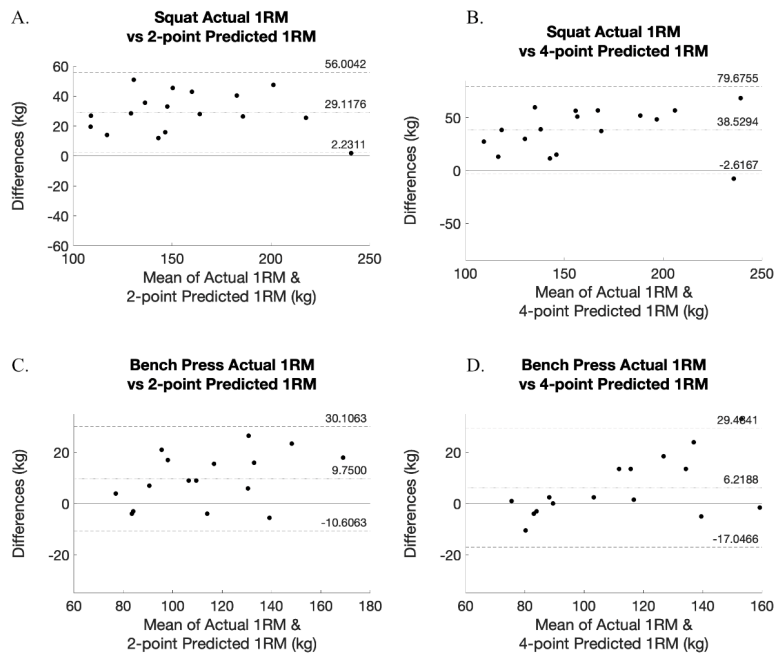 A.
Squat Actual 1RM
vs 2-point Predicted 1RM
56.0042
29.1176
2.2311
60
40
20
0
-20
-40
-60
Differences (kg)
100
150
200
250
Mean of Actual 1RM &
2-point Predicted 1RM (kg)
B.
Squat Actual 1RM
vs 4-point Predicted 1RM
79.6755
38.5294
-2.6167
50
0
-50
Differences (kg)
100
150
200
250
Mean of Actual 1RM &
4-point Predicted 1RM (kg)
C.
Bench Press Actual 1RM
vs 2-point Predicted 1RM
30.1063
9.7500
-10.6063
20
0
-20
Differences (kg)
60
80
100
120
140
160
180
Mean of Actual 1RM &
2-point Predicted 1RM (kg)
D.
Bench Press Actual 1RM
vs 4-point Predicted 1RM
6.2188
-17.0466
20
0
-20
Differences (kg)
60
80
100
120
140
160
Mean of Actual 1RM &
4-point Predicted 1RM (kg)